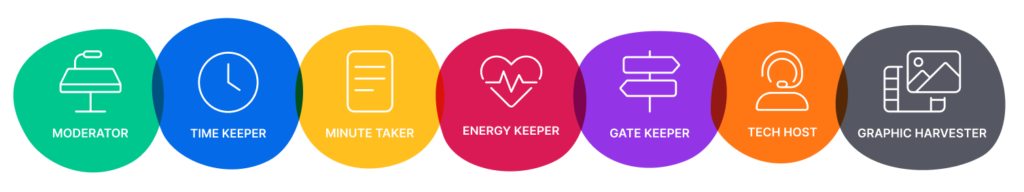 MODERATOR
TIME KEEPER
MINUTE TAKER
ENERGY KEEPER
GATE KEEPER
TECH HOST
GRAPHIC HARVESTER